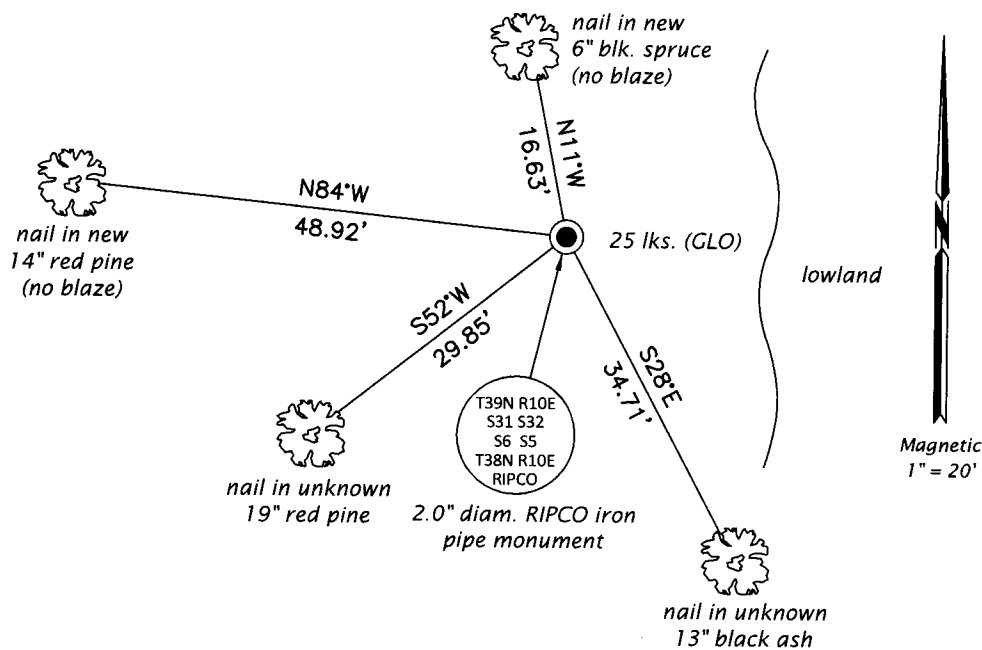 nail in new
6" blk. spruce
(no blaze)
N11°W
16.63'
N84°W
48.92'
nail in new
14" red pine
(no blaze)
25 lks. (GLO)
lowland
N
S52°W
29.85'
S28°E
34.71'
T39N R10E
S31 S32
S6 S5
T38N R10E
RIPCO
Magnetic
1" = 20'
nail in unknown
19" red pine
2.0" diam. RIPCO iron
pipe monument
nail in unknown
13" black ash